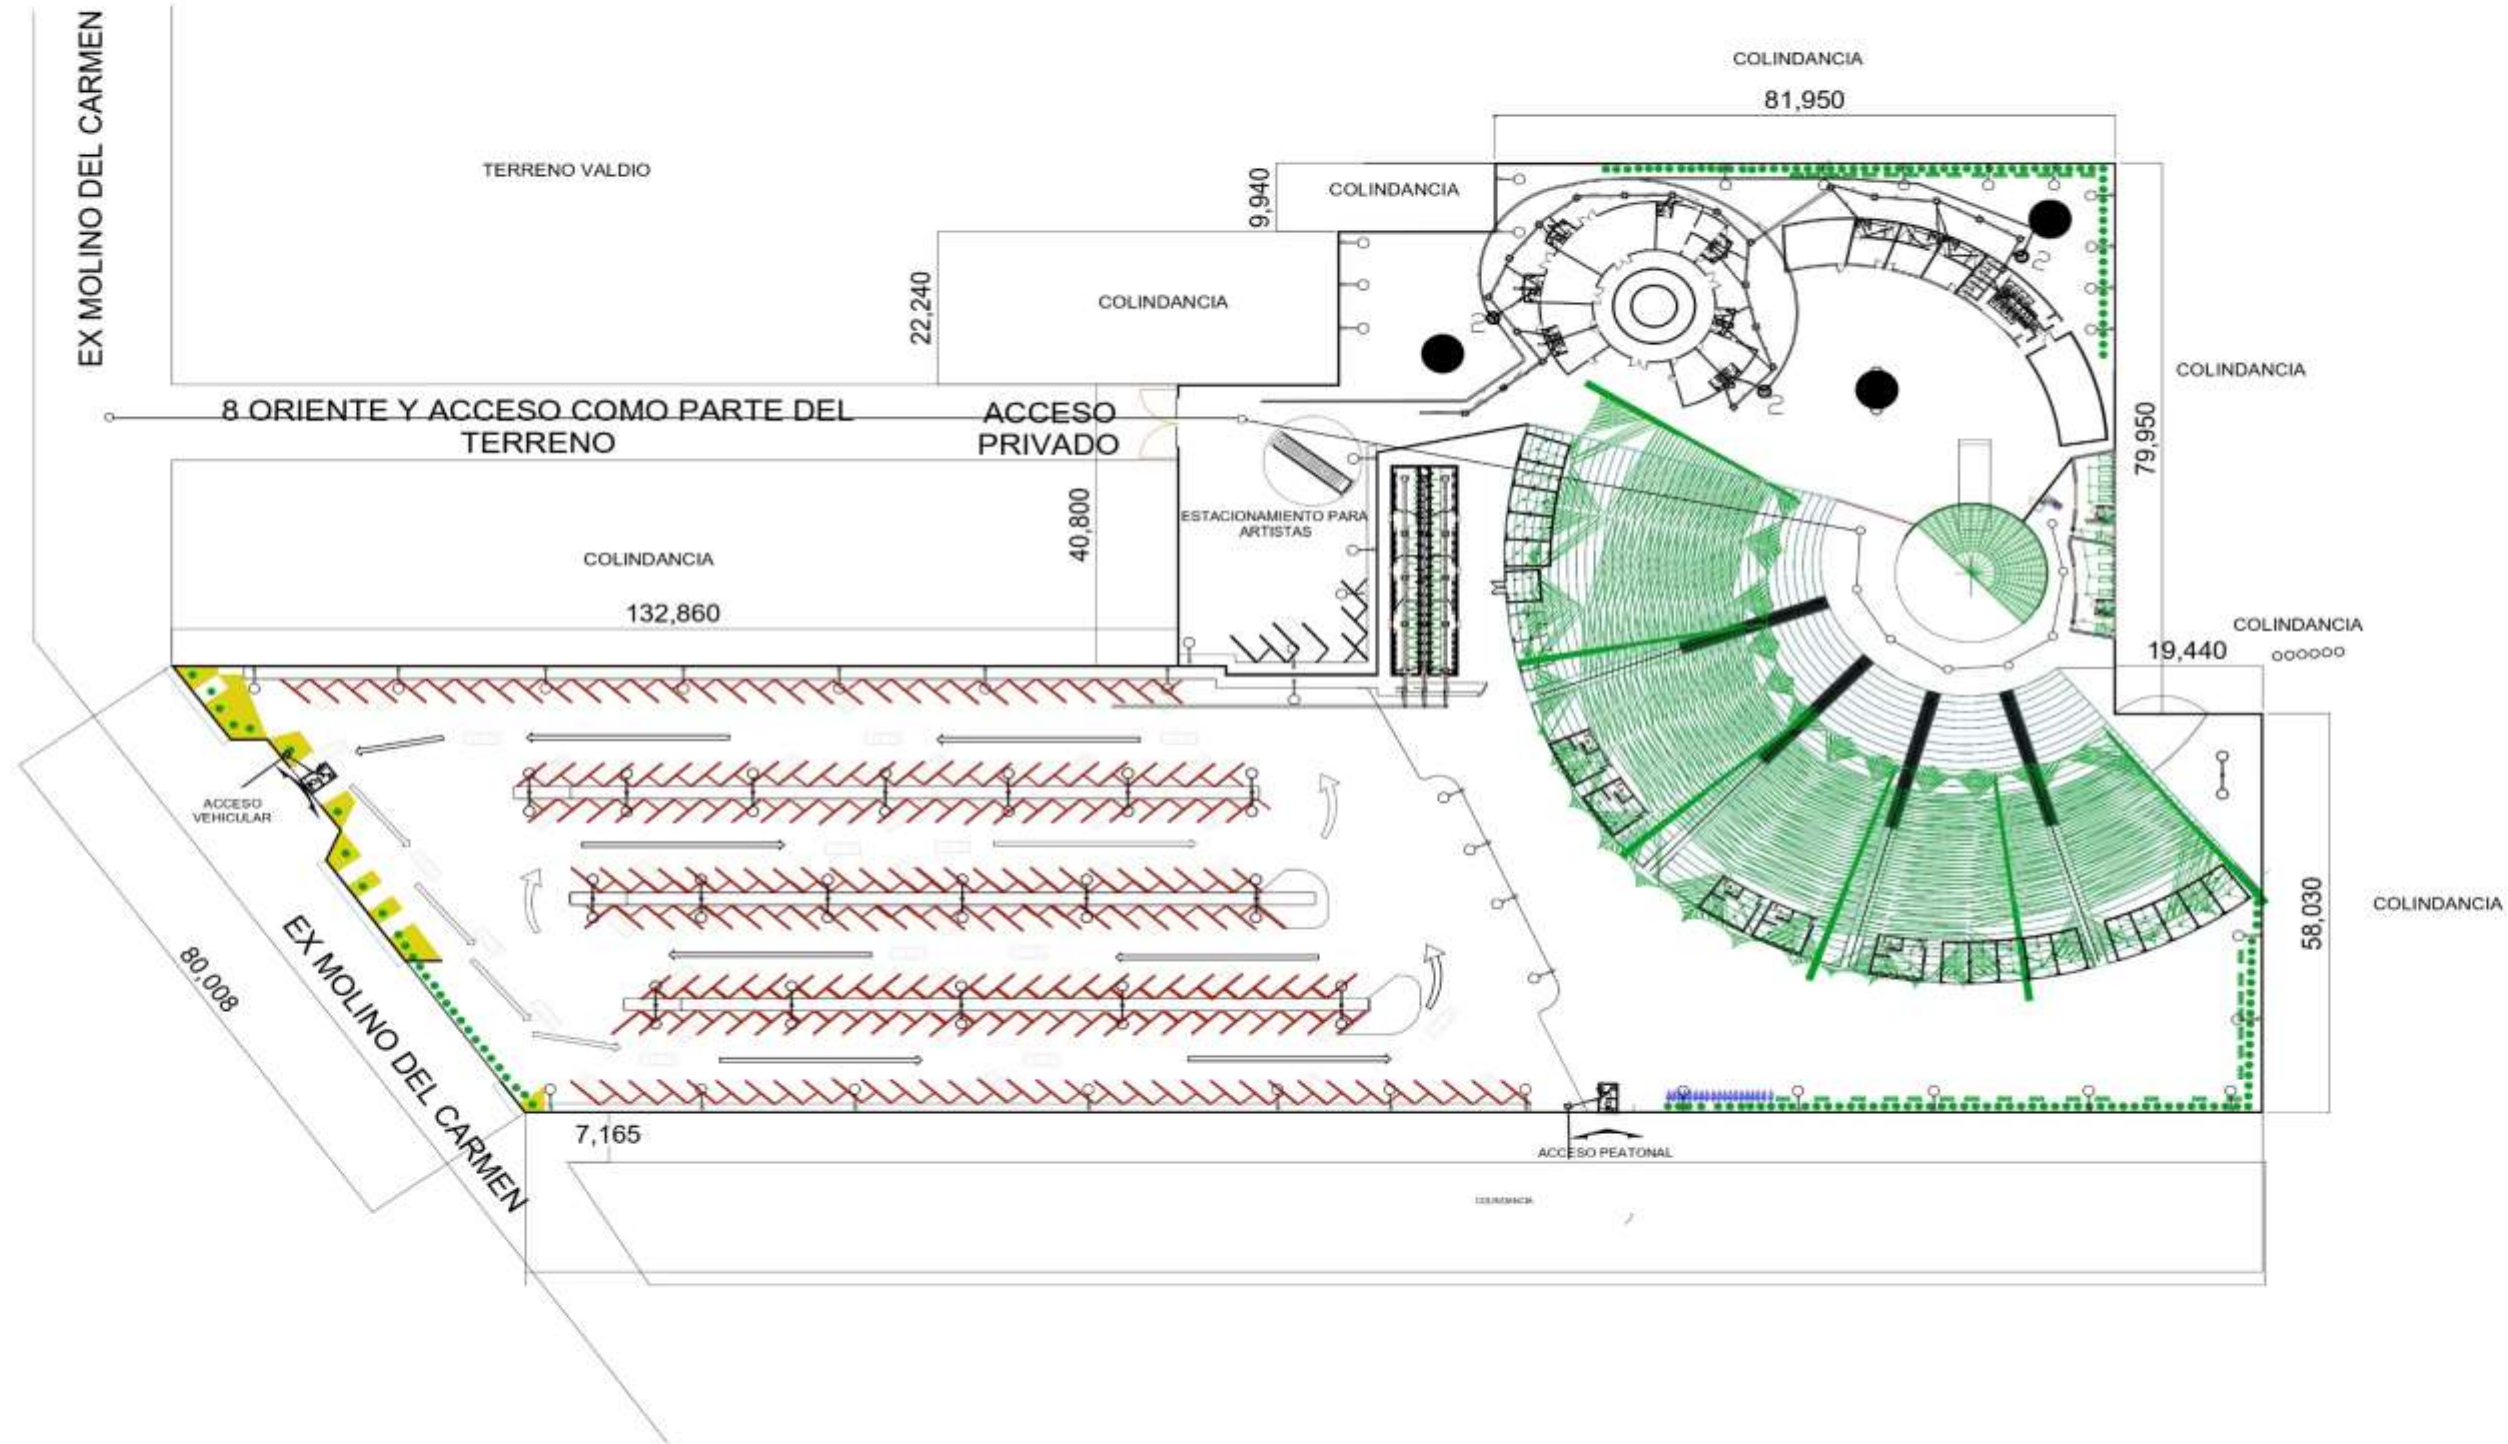 EX MOLINO DEL CARMEN
COLINDANCIA
81,950
TERRENO VALDIO
9,940
COLINDANCIA
22,240
COLINDANCIA
COLINDANCIA
8 ORIENTE Y ACCESO COMO PARTE DEL
TERRENO
ACCESO
PRIVADO
79,950
40,800
ESTACIONAMIENTO PARA
ARTISTAS
COLINDANCIA
132,860
COLINDANCIA
19,440
ACCESO
VEHICULAR
58,030
COLINDANCIA
80,008
EX MOLINO DEL CARMEN
7,165
ACCESO PEATONAL
COLINDANCIA